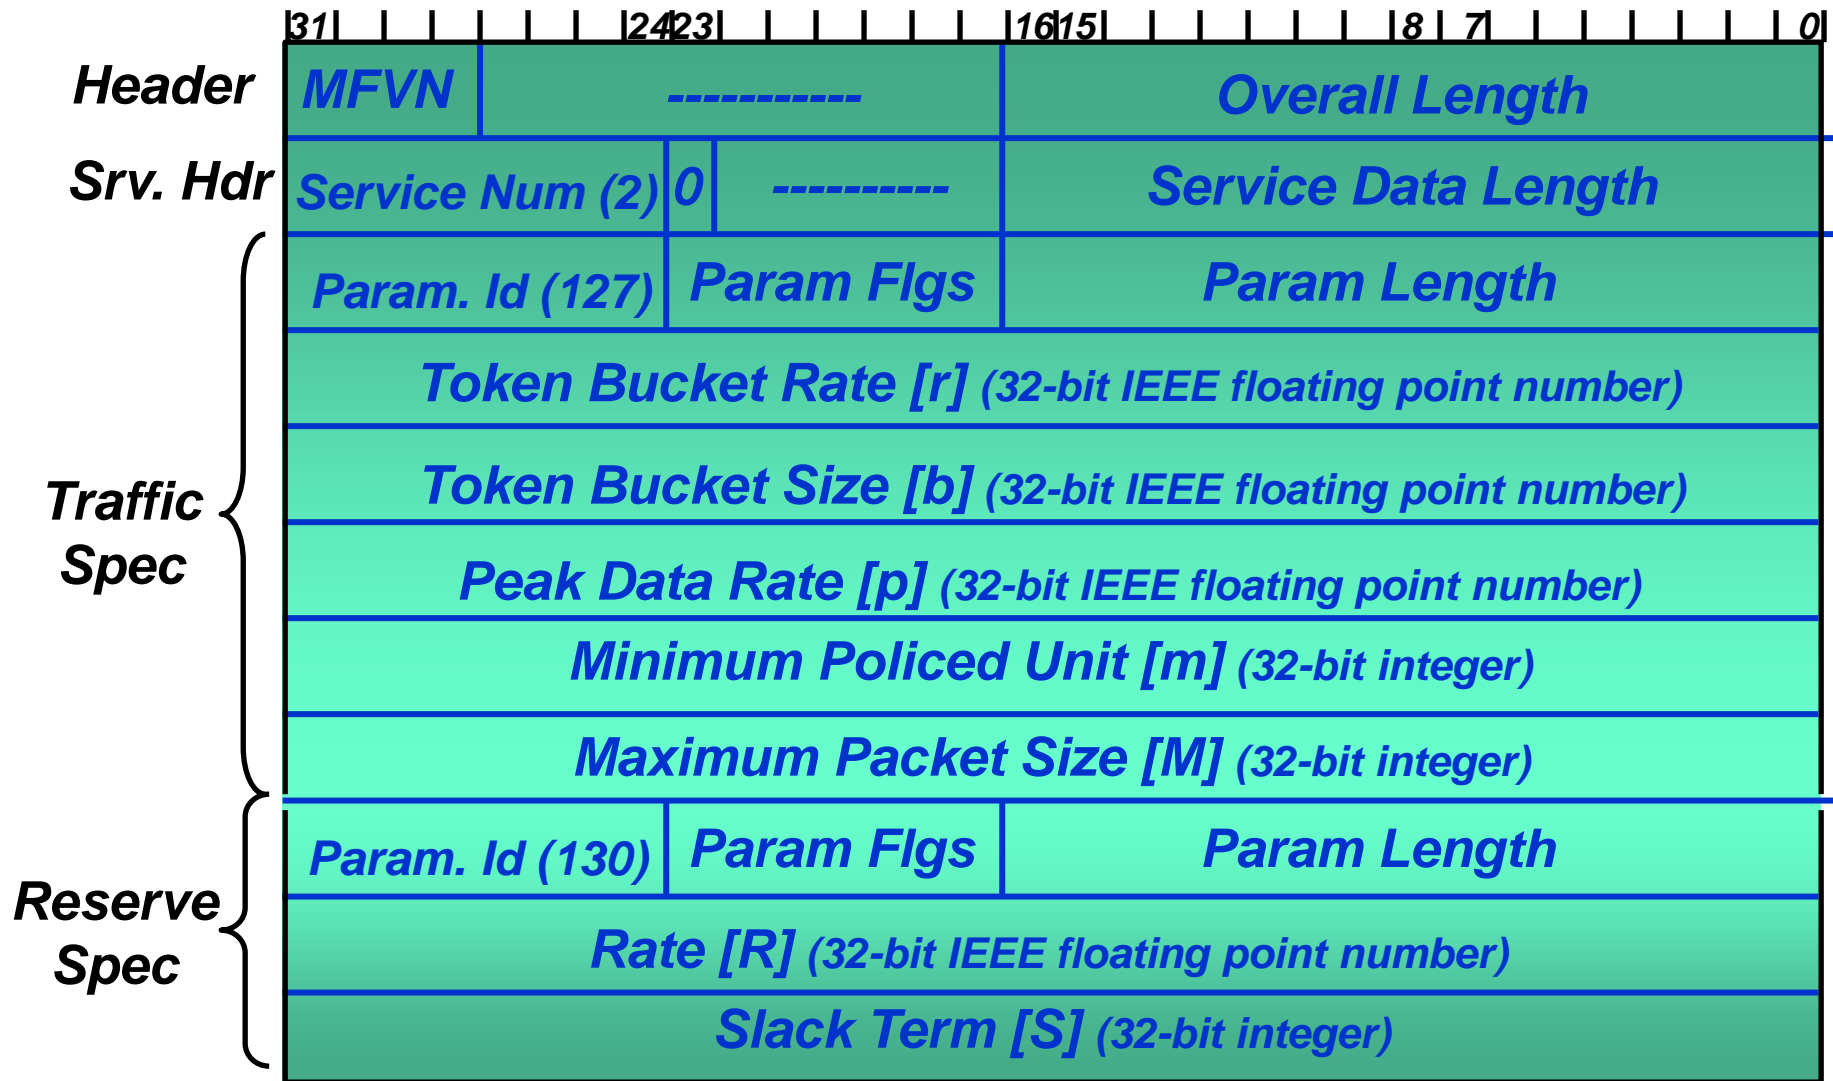 31 24 23 16 15 8 7 0
Header MFVN ----------- Overall Length
Srv. Hdr Service Num (2) 0 ---------- Service Data Length
Param. Id (127) Param Flgs Param Length
Token Bucket Rate [r] (32-bit IEEE floating point number)
Token Bucket Size [b] (32-bit IEEE floating point number)
Traffic
Spec
Peak Data Rate [p] (32-bit IEEE floating point number)
Minimum Policed Unit [m] (32-bit integer)
Maximum Packet Size [M] (32-bit integer)
Param. Id (130) Param Flgs Param Length
Reserve
Spec
Rate [R] (32-bit IEEE floating point number)
Slack Term [S] (32-bit integer)